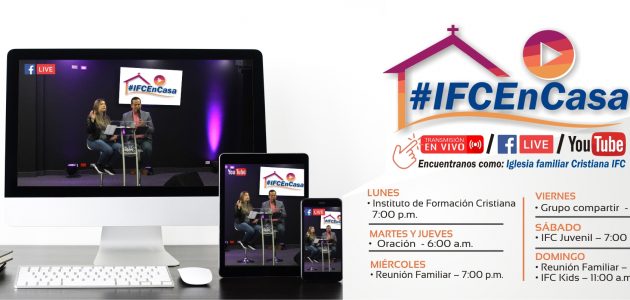 LIVE
#IFCEnCasa
YouTube
#IFCEnCasa
LIVE
#IFCEnCasa
TRANSMISIÓN
EN VIVO / LIVE / YouTube
Encuentranos como: Iglesia familiar Cristiana IFC
LUNES
• Instituto de Formación Cristiana
7:00 p.m.
MARTES Y JUEVES
• Oración - 6:00 a.m.
MIÉRCOLES
• Reunión Familiar – 7:00 p.m.
VIERNES
• Grupo compartir -
SÁBADO
• IFC Juvenil – 7:00
DOMINGO
• Reunión Familiar –
• IFC Kids – 11:00 a.m